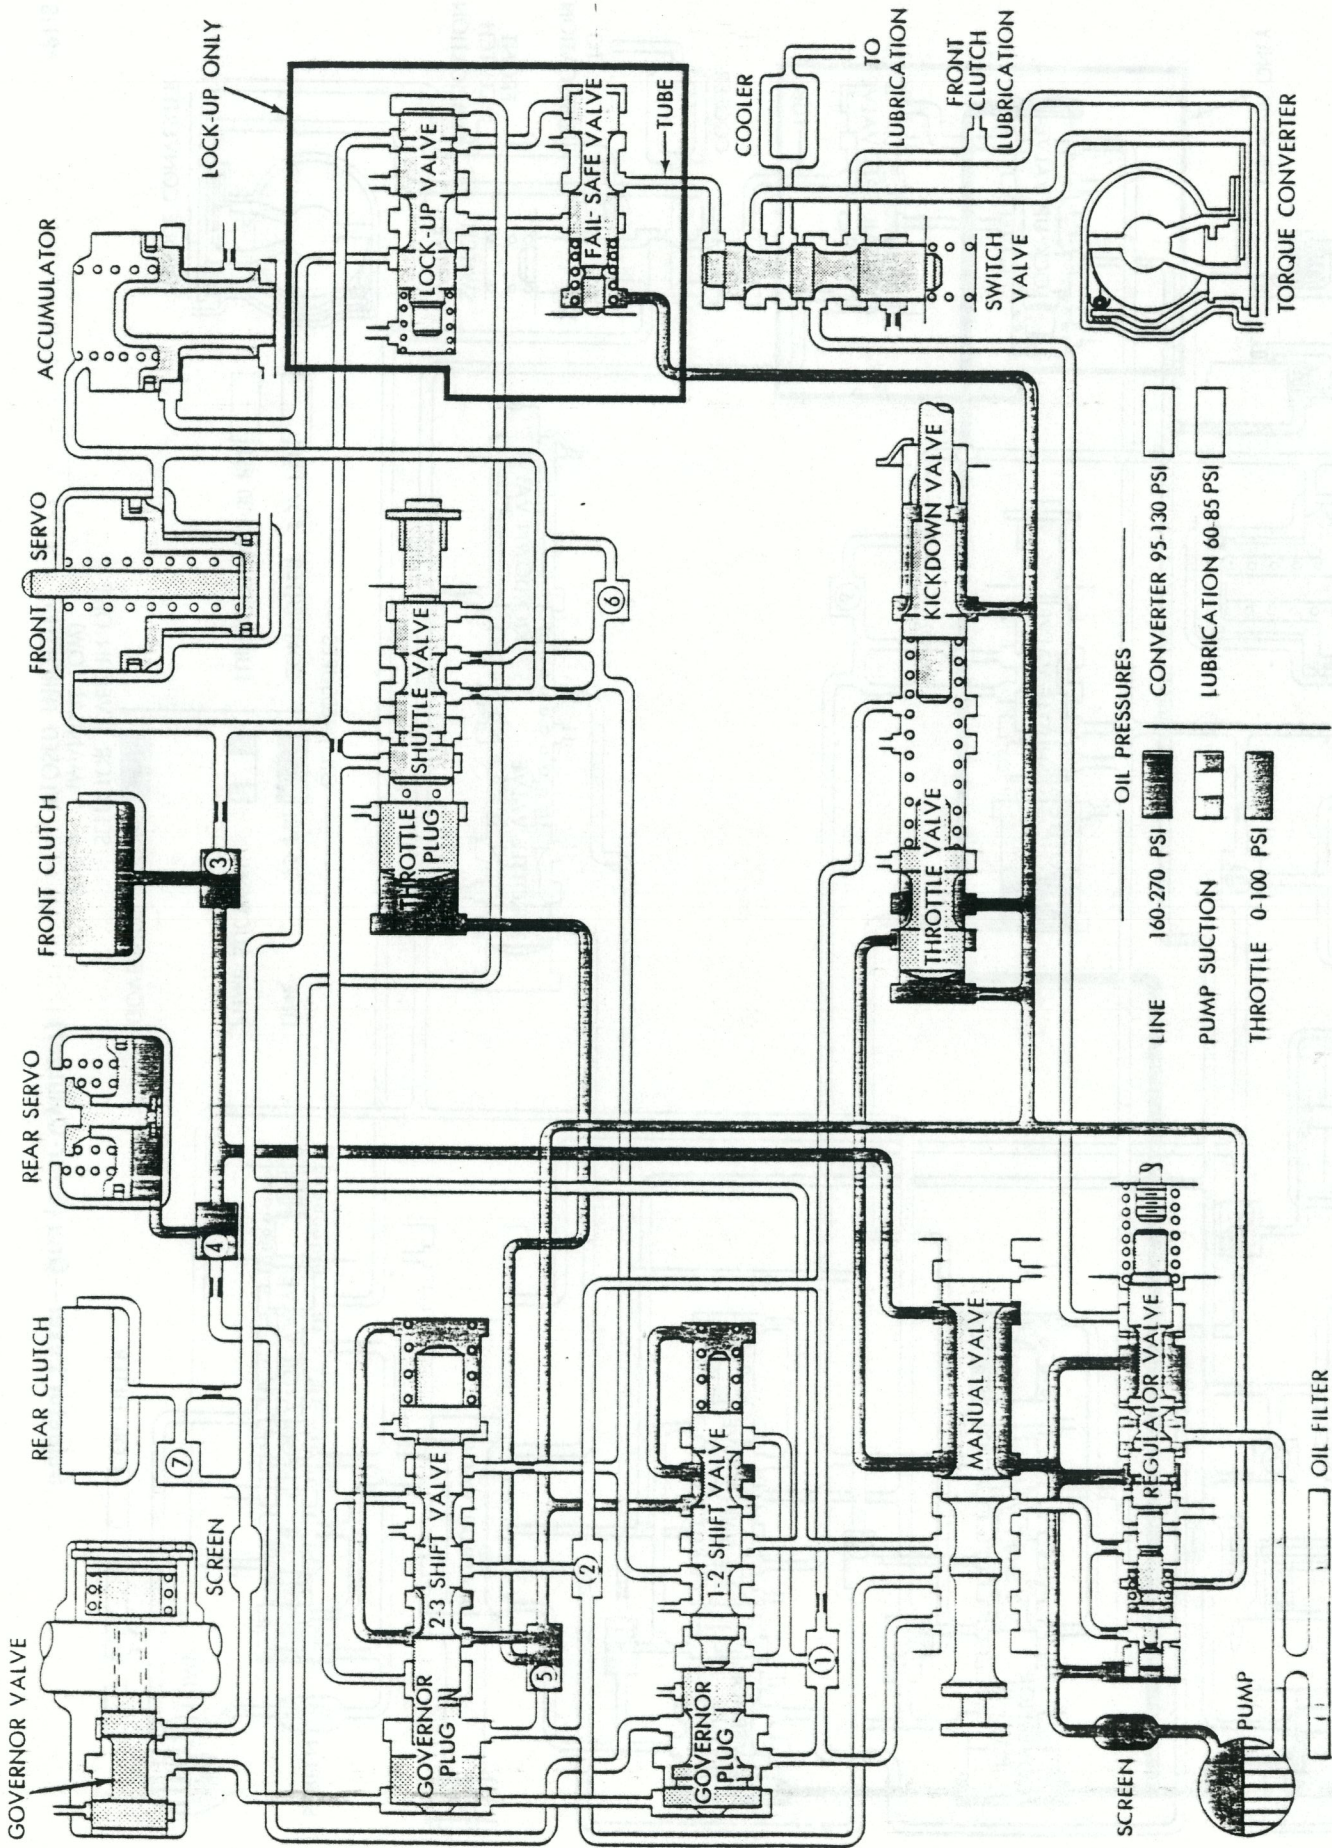 GOVERNOR VALVE
REAR CLUTCH
REAR SERVO
FRONT CLUTCH
FRONT SERVO
ACCUMULATOR
LOCK-UP ONLY
SCREEN
7
4
3
GOVERNOR
PLUG
2-3 SHIFT VALVE
THROTTLE
PLUG
SHUTTLE VALVE
LOCK-UP VALVE
5
2
6
FAIL SAFE VALVE
TUBE
GOVERNOR
PLUG
1-2 SHIFT VALVE
1
COOLER
TO
LUBRICATION
FRONT
CLUTCH
LUBRICATION
SWITCH
VALVE
MANUAL VALVE
THROTTLE VALVE
KICKDOWN VALVE
SCREEN
PUMP
REGULATOR VALVE
OIL FILTER
OIL PRESSURES
LINE 160-270 PSI
PUMP SUCTION
THROTTLE 0-100 PSI
CONVERTER 95-130 PSI
LUBRICATION 60-85 PSI
TORQUE CONVERTER